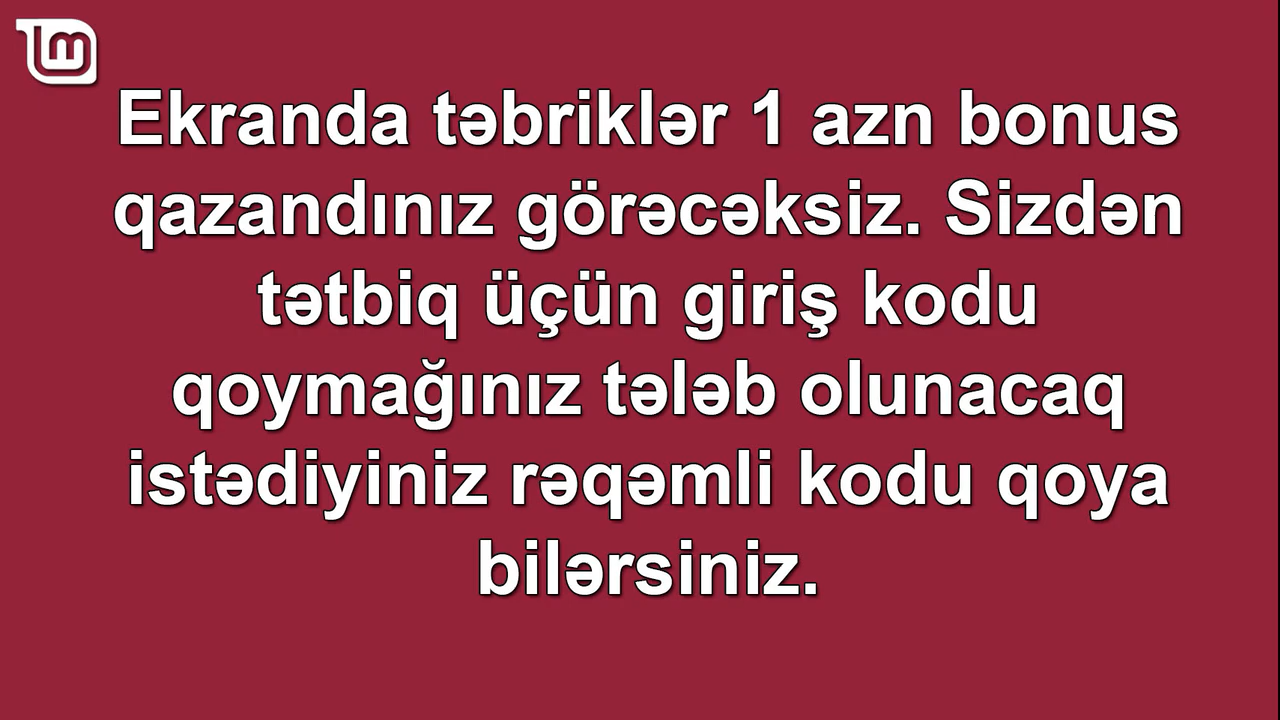 Ekranda təbriklər 1 azn bonus
qazandınız görəcəksiz. Sizdən
tətbiq üçün giriş kodu
qoymağınız tələb olunacaq
istədiyiniz rəqəmli kodu qoya
bilərsiniz.